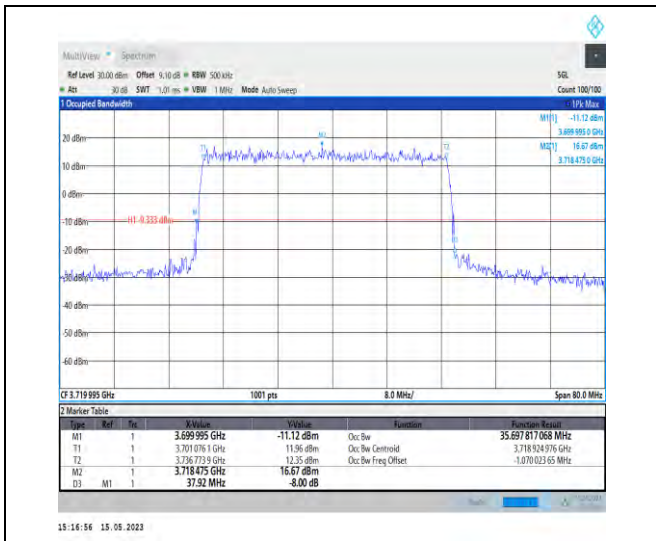 MultiView Spectrum
Ref Level 30.00 dBm Offset 9.10 dB RBW 500 kHz SGL
Att 30 dB SWT 1.01 ms VBW 1 MHz Mode Auto Sweep Count 100/100
1 Occupied Bandwidth 1Pk Max
M1[1] -11.12 dBm
3.699 995 0 GHz
20 dBm M2[1] 16.67 dBm
3.718 475 0 GHz
T1 M2 T2
10 dBm
0 dBm
-10 dBm H1 -9.333 dBm
-20 dBm
-30 dBm
-40 dBm
-50 dBm
-60 dBm
CF 3.719 995 GHz 1001 pts 8.0 MHz/ Span 80.0 MHz
2 Marker Table
Type Ref Trc X-Value Y-Value Function Function Result
M1 1 3.699 995 GHz -11.12 dBm Occ Bw 35.697 817 068 MHz
T1 1 3.701 076 1 GHz 11.96 dBm Occ Bw Centroid 3.718 924 976 GHz
T2 1 3.736 773 9 GHz 12.35 dBm Occ Bw Freq Offset -1.070 023 65 MHz
M2 1 3.718 475 GHz 16.67 dBm
D3 M1 1 37.92 MHz -8.00 dB
15:16:56 15.05.2023